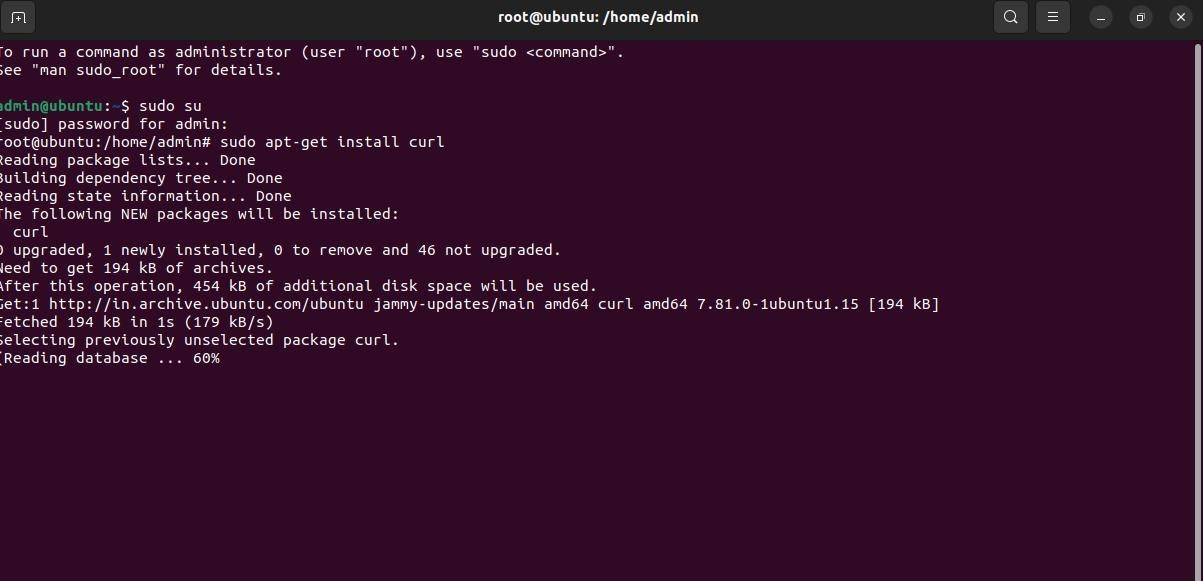 root@ubuntu: /home/admin
To run a command as administrator (user "root"), use "sudo <command>".
See "man sudo_root" for details.
admin@ubuntu:~$ sudo su
[sudo] password for admin:
root@ubuntu:/home/admin# sudo apt-get install curl
Reading package lists... Done
Building dependency tree... Done
Reading state information... Done
The following NEW packages will be installed:
  curl
0 upgraded, 1 newly installed, 0 to remove and 46 not upgraded.
Need to get 194 kB of archives.
After this operation, 454 kB of additional disk space will be used.
Get:1 http://in.archive.ubuntu.com/ubuntu jammy-updates/main amd64 curl amd64 7.81.0-1ubuntu1.15 [194 kB]
Fetched 194 kB in 1s (179 kB/s)
Selecting previously unselected package curl.
(Reading database ... 60%